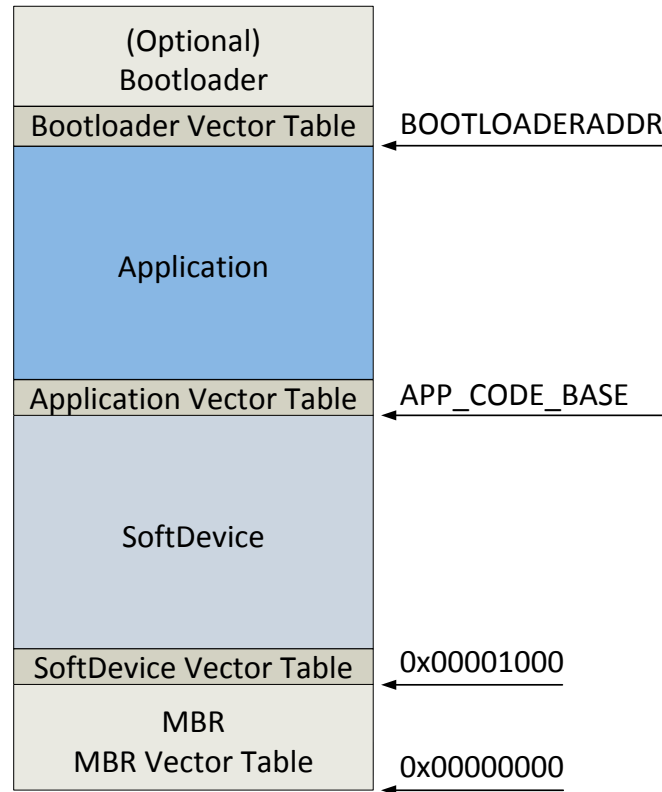 (Optional)
Bootloader
Bootloader Vector Table
BOOTLOADERADDR
Application
Application Vector Table
APP_CODE_BASE
SoftDevice
SoftDevice Vector Table
0x00001000
MBR
MBR Vector Table
0x00000000